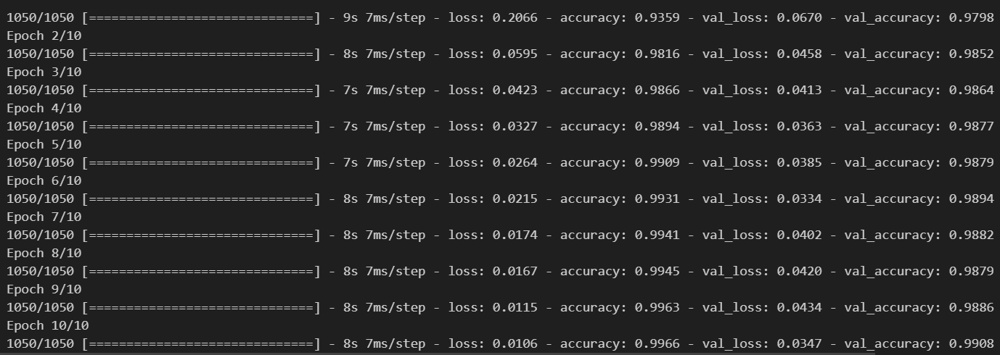 1050/1050 [==============================] - 9s 7ms/step - loss: 0.2066 - accuracy: 0.9359 - val_loss: 0.0670 - val_accuracy: 0.9798
Epoch 2/10
1050/1050 [==============================] - 8s 7ms/step - loss: 0.0595 - accuracy: 0.9816 - val_loss: 0.0458 - val_accuracy: 0.9852
Epoch 3/10
1050/1050 [==============================] - 7s 7ms/step - loss: 0.0423 - accuracy: 0.9866 - val_loss: 0.0413 - val_accuracy: 0.9864
Epoch 4/10
1050/1050 [==============================] - 7s 7ms/step - loss: 0.0327 - accuracy: 0.9894 - val_loss: 0.0363 - val_accuracy: 0.9877
Epoch 5/10
1050/1050 [==============================] - 7s 7ms/step - loss: 0.0264 - accuracy: 0.9909 - val_loss: 0.0385 - val_accuracy: 0.9879
Epoch 6/10
1050/1050 [==============================] - 8s 7ms/step - loss: 0.0215 - accuracy: 0.9931 - val_loss: 0.0334 - val_accuracy: 0.9894
Epoch 7/10
1050/1050 [==============================] - 8s 7ms/step - loss: 0.0174 - accuracy: 0.9941 - val_loss: 0.0402 - val_accuracy: 0.9882
Epoch 8/10
1050/1050 [==============================] - 8s 7ms/step - loss: 0.0167 - accuracy: 0.9945 - val_loss: 0.0420 - val_accuracy: 0.9879
Epoch 9/10
1050/1050 [==============================] - 8s 7ms/step - loss: 0.0115 - accuracy: 0.9963 - val_loss: 0.0434 - val_accuracy: 0.9886
Epoch 10/10
1050/1050 [==============================] - 8s 7ms/step - loss: 0.0106 - accuracy: 0.9966 - val_loss: 0.0347 - val_accuracy: 0.9908